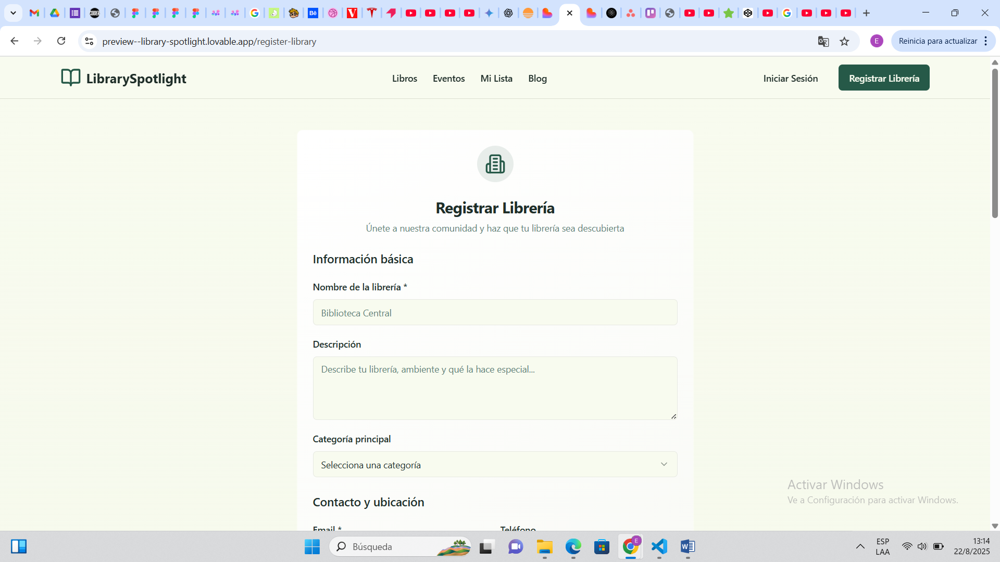 Bē
preview--library-spotlight.lovable.app/register-library
E
Reinicia para actualizar
LibrarySpotlight
Libros
Eventos
Mi Lista
Blog
Iniciar Sesión
Registrar Librería
Registrar Librería
Únete a nuestra comunidad y haz que tu librería sea descubierta
Información básica
Nombre de la librería *
Biblioteca Central
Descripción
Describe tu librería, ambiente y qué la hace especial...
Categoría principal
Selecciona una categoría
Contacto y ubicación
Email *
Teléfono
Activar Windows
Ve a Configuración para activar Windows.
Búsqueda
E
ESP
LAA
13:14
22/8/2025